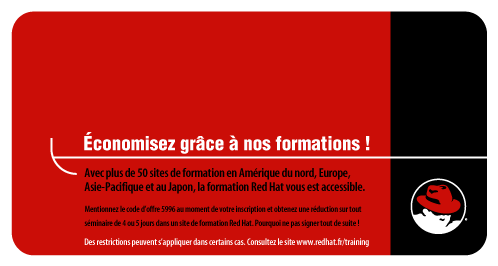 Économisez grâce à nos formations !
Avec plus de 50 sites de formation en Amérique du nord, Europe,
Asie-Pacifique et au Japon, la formation Red Hat vous est accessible.
Mentionnez le code d'offre 5996 au moment de votre inscription et obtenez une réduction sur tout
séminaire de 4 ou 5 jours dans un site de formation Red Hat. Pourquoi ne pas signer tout de suite !
Des restrictions peuvent s'appliquer dans certains cas. Consultez le site www.redhat.fr/training